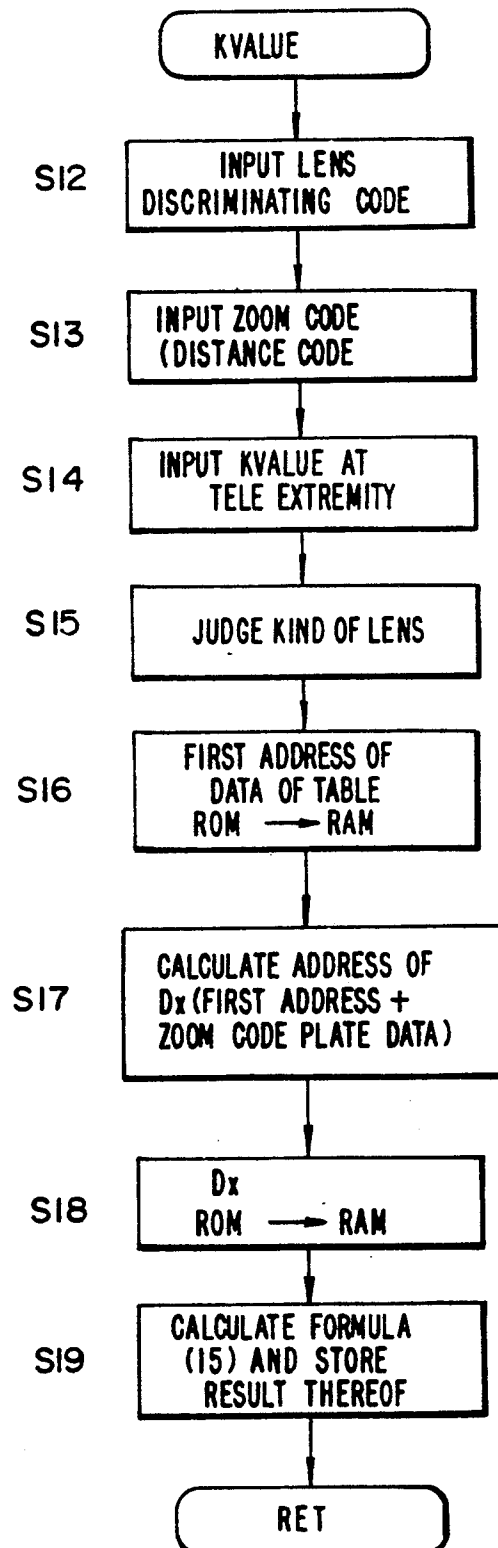 KVALUE
S12
INPUT LENS
DISCRIMINATING CODE
S13
INPUT ZOOM CODE
(DISTANCE CODE
S14
INPUT KVALUE AT
TELE EXTREMITY
S15
JUDGE KIND OF LENS
S16
FIRST ADDRESS OF
DATA OF TABLE
ROM → RAM
S17
CALCULATE ADDRESS OF
Dx (FIRST ADDRESS +
ZOOM CODE PLATE DATA)
S18
Dx
ROM → RAM
S19
CALCULATE FORMULA
(15) AND STORE
RESULT THEREOF
RET